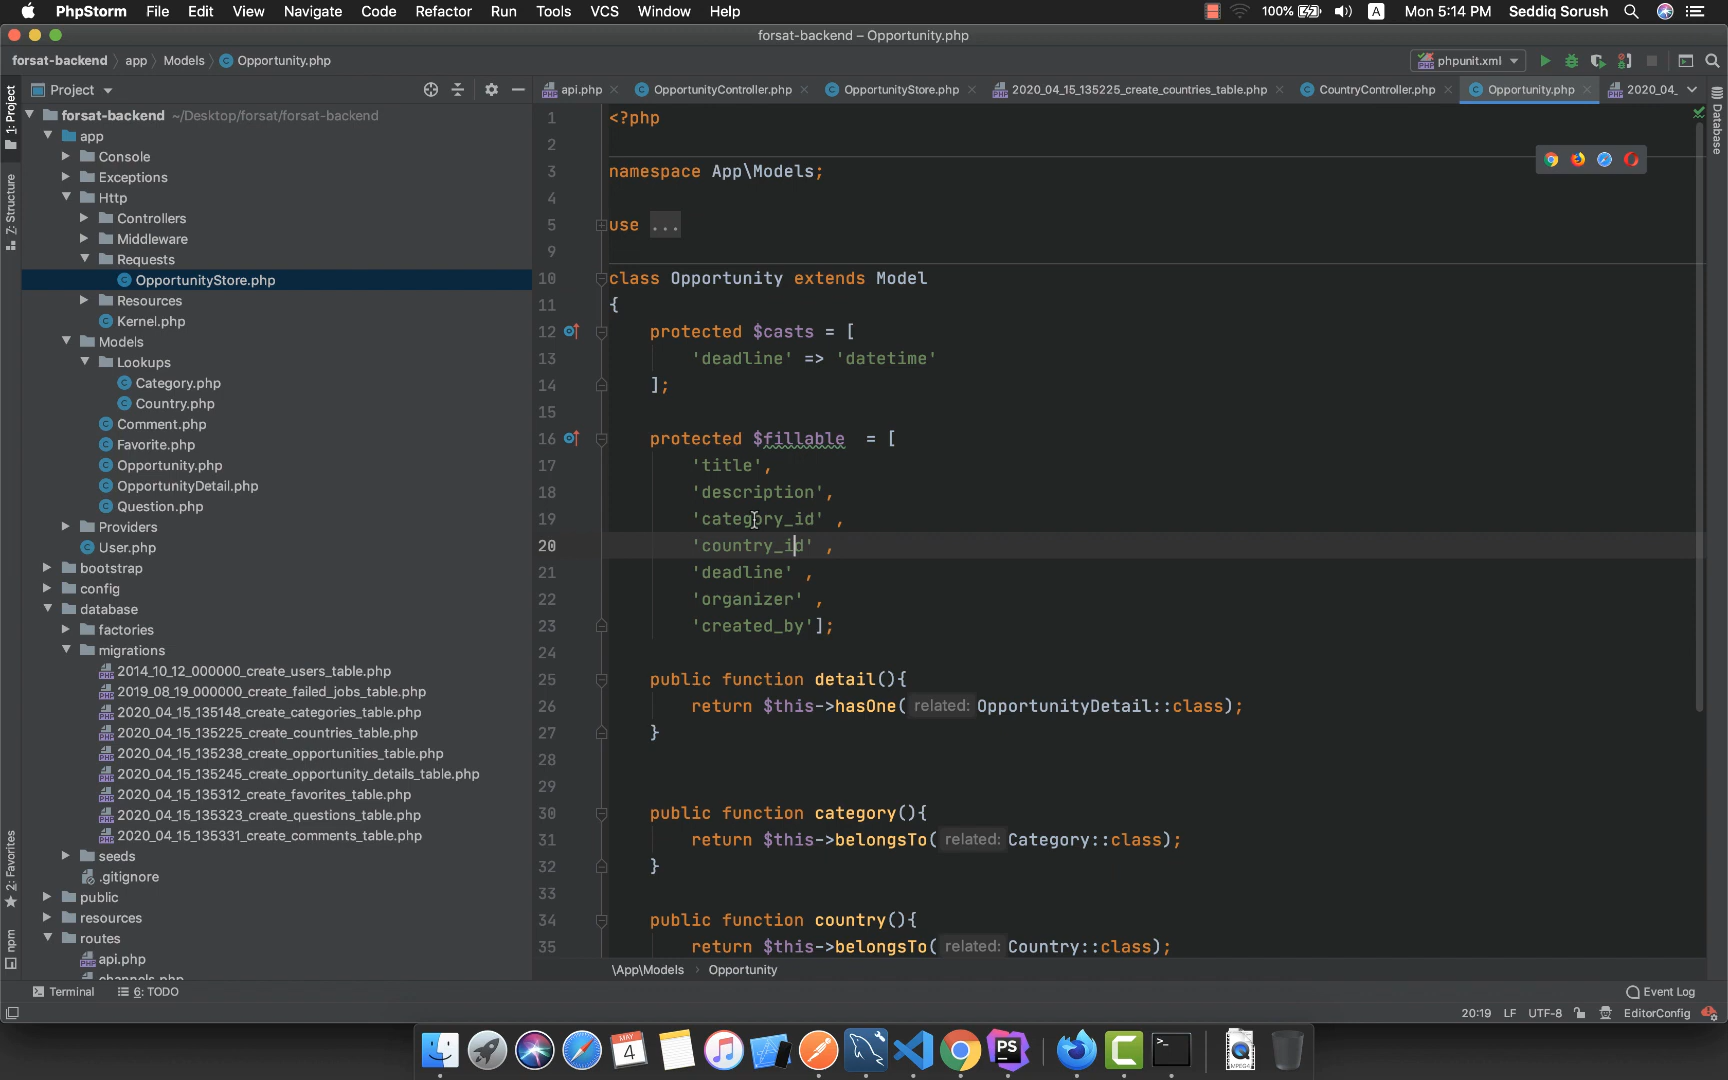 PhpStorm File Edit View Navigate Code Refactor Run Tools VCS Window Help 100% A Mon 5:14 PM Seddiq Sorush
forsat-backend – Opportunity.php
forsat-backend app Models Opportunity.php phpunit.xml
Project api.php OpportunityController.php OpportunityStore.php 2020_04_15_135225_create_countries_table.php CountryController.php Opportunity.php 2020_04_
1: Project
Z: Structure
2: Favorites
npm
Database
forsat-backend ~/Desktop/forsat/forsat-backend
app
Console
Exceptions
Http
Controllers
Middleware
Requests
OpportunityStore.php
Resources
Kernel.php
Models
Lookups
Category.php
Country.php
Comment.php
Favorite.php
Opportunity.php
OpportunityDetail.php
Question.php
Providers
User.php
bootstrap
config
database
factories
migrations
2014_10_12_000000_create_users_table.php
2019_08_19_000000_create_failed_jobs_table.php
2020_04_15_135148_create_categories_table.php
2020_04_15_135225_create_countries_table.php
2020_04_15_135238_create_opportunities_table.php
2020_04_15_135245_create_opportunity_details_table.php
2020_04_15_135312_create_favorites_table.php
2020_04_15_135323_create_questions_table.php
2020_04_15_135331_create_comments_table.php
seeds
.gitignore
public
resources
routes
api.php
channels.php
1 <?php
2
3 namespace App\Models;
4
5 use ...
9
10 class Opportunity extends Model
11 {
12 protected $casts = [
13 'deadline' => 'datetime'
14 ];
15
16 protected $fillable  = [
17 'title',
18 'description',
19 'category_id' ,
20 'country_id' ,
21 'deadline' ,
22 'organizer' ,
23 'created_by'];
24
25 public function detail(){
26 return $this->hasOne( related: OpportunityDetail::class);
27 }
28
29
30 public function category(){
31 return $this->belongsTo( related: Category::class);
32 }
33
34 public function country(){
35 return $this->belongsTo( related: Country::class);
\App\Models Opportunity
Terminal 6: TODO Event Log
20:19 LF UTF-8 EditorConfig
MAY
4
PS
C
>_
MPEG4